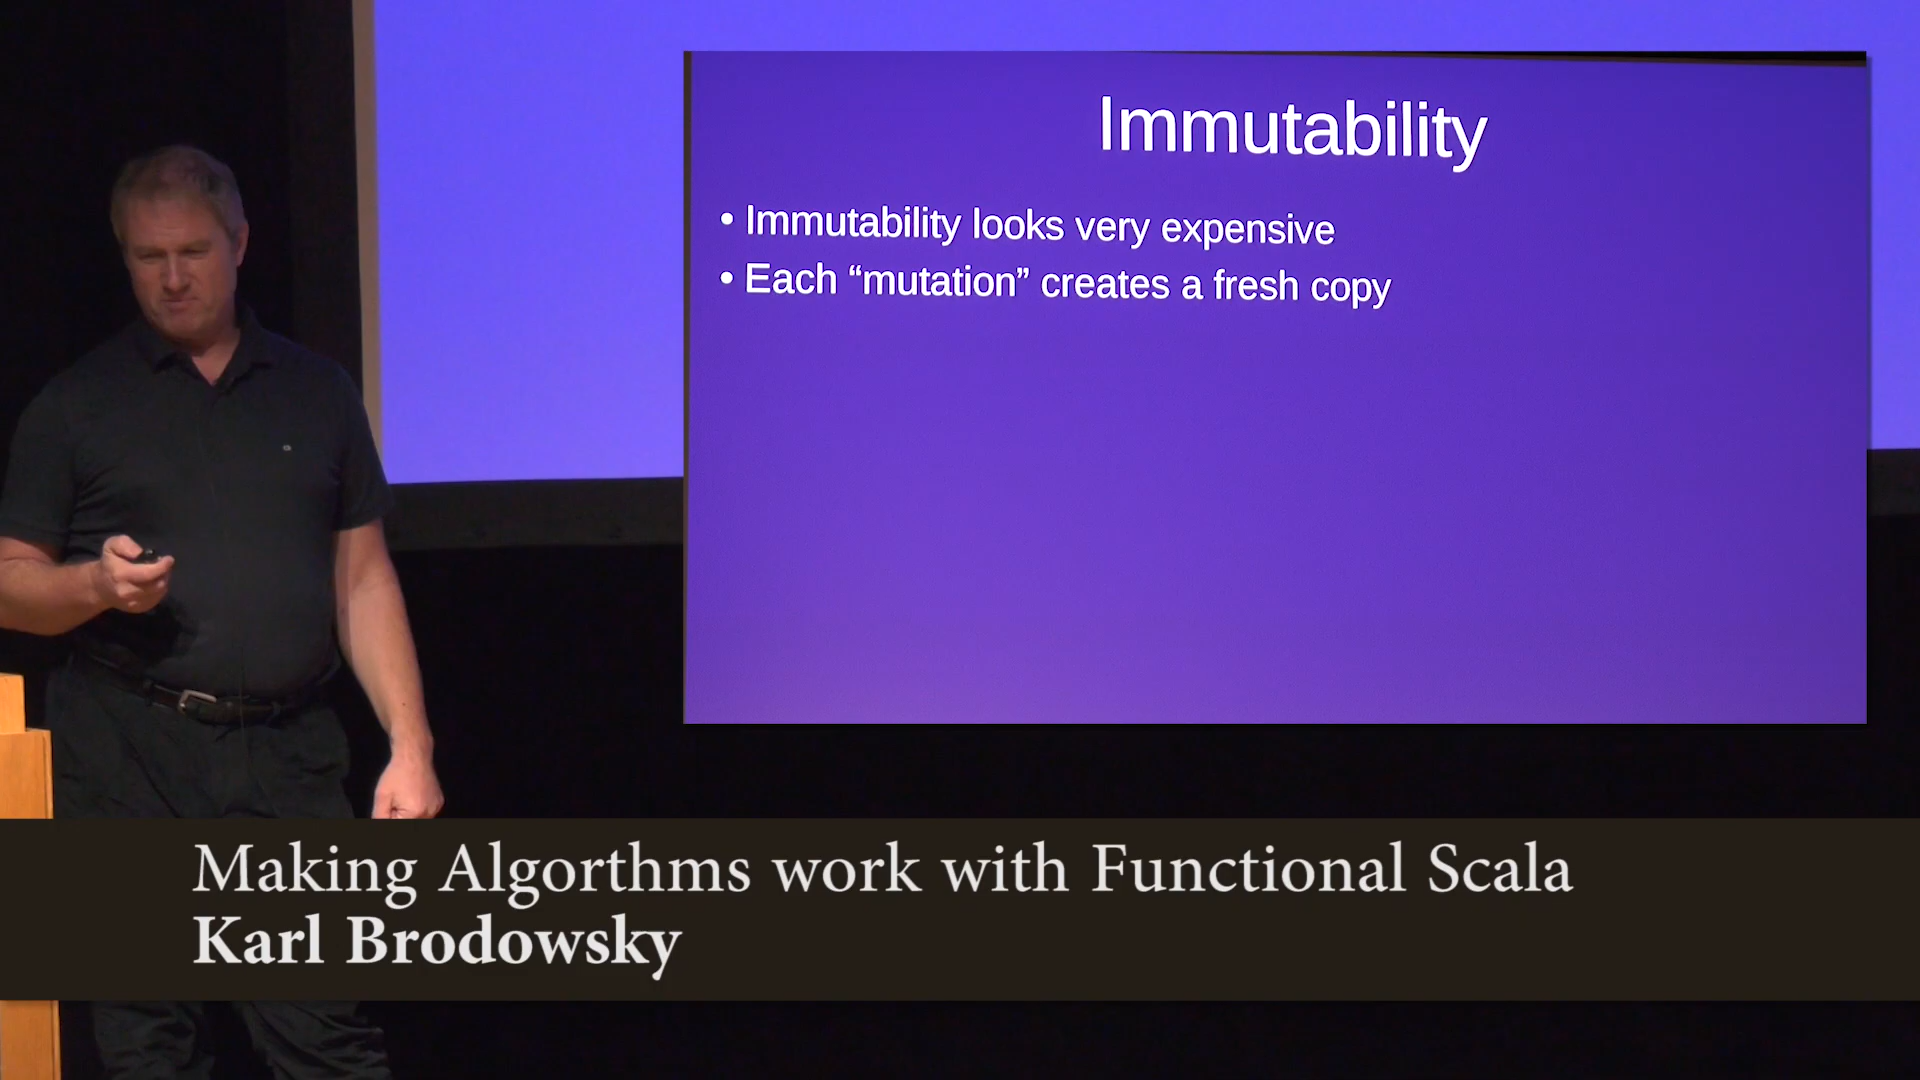 Immutability
• Immutability looks very expensive
• Each “mutation” creates a fresh copy
Making Algorthms work with Functional Scala
Karl Brodowsky